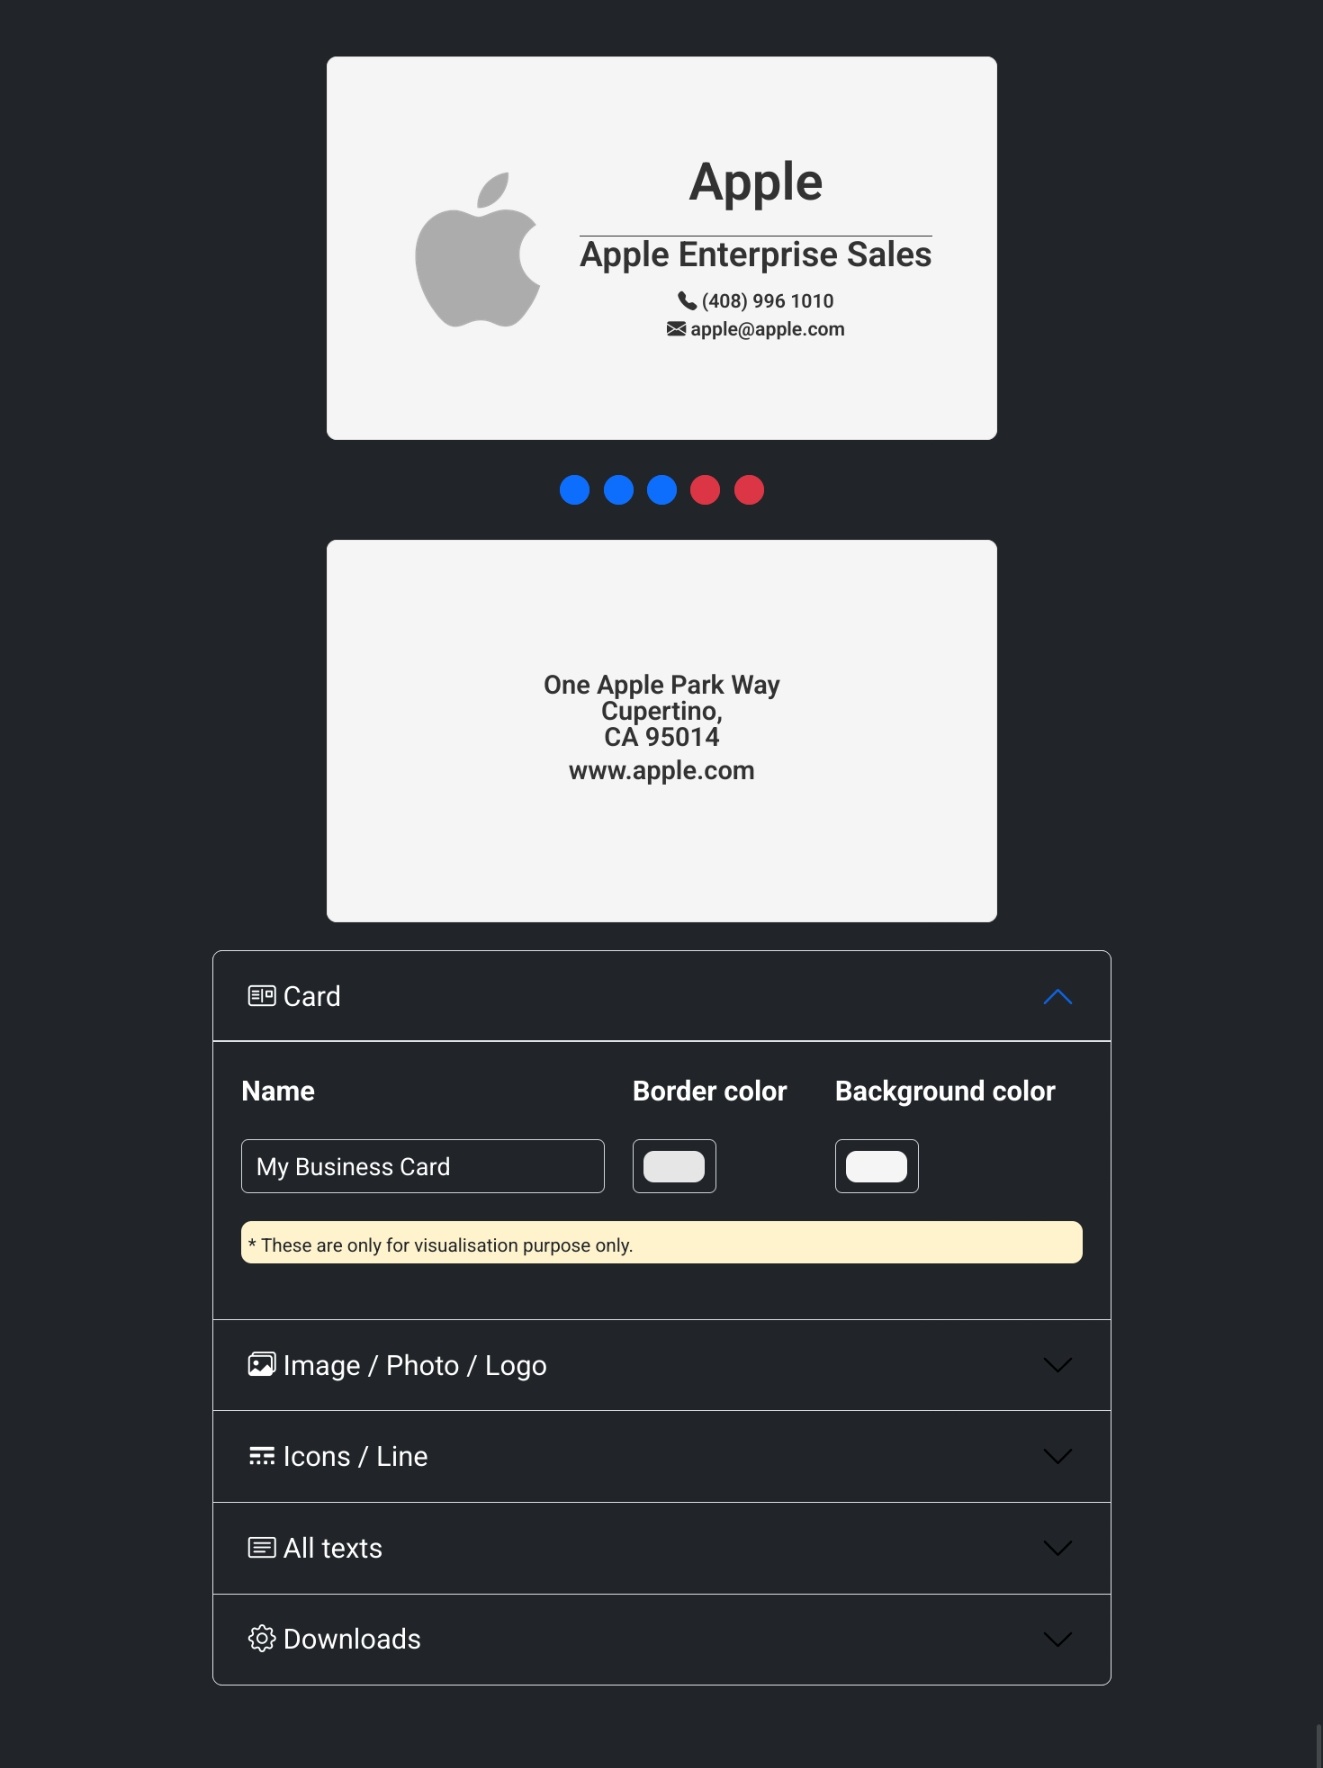 Apple
Apple Enterprise Sales
(408) 996 1010
apple@apple.com
One Apple Park Way
Cupertino,
CA 95014
www.apple.com
Card
Name
Border color
Background color
My Business Card
* These are only for visualisation purpose only.
Image / Photo / Logo
Icons / Line
All texts
Downloads